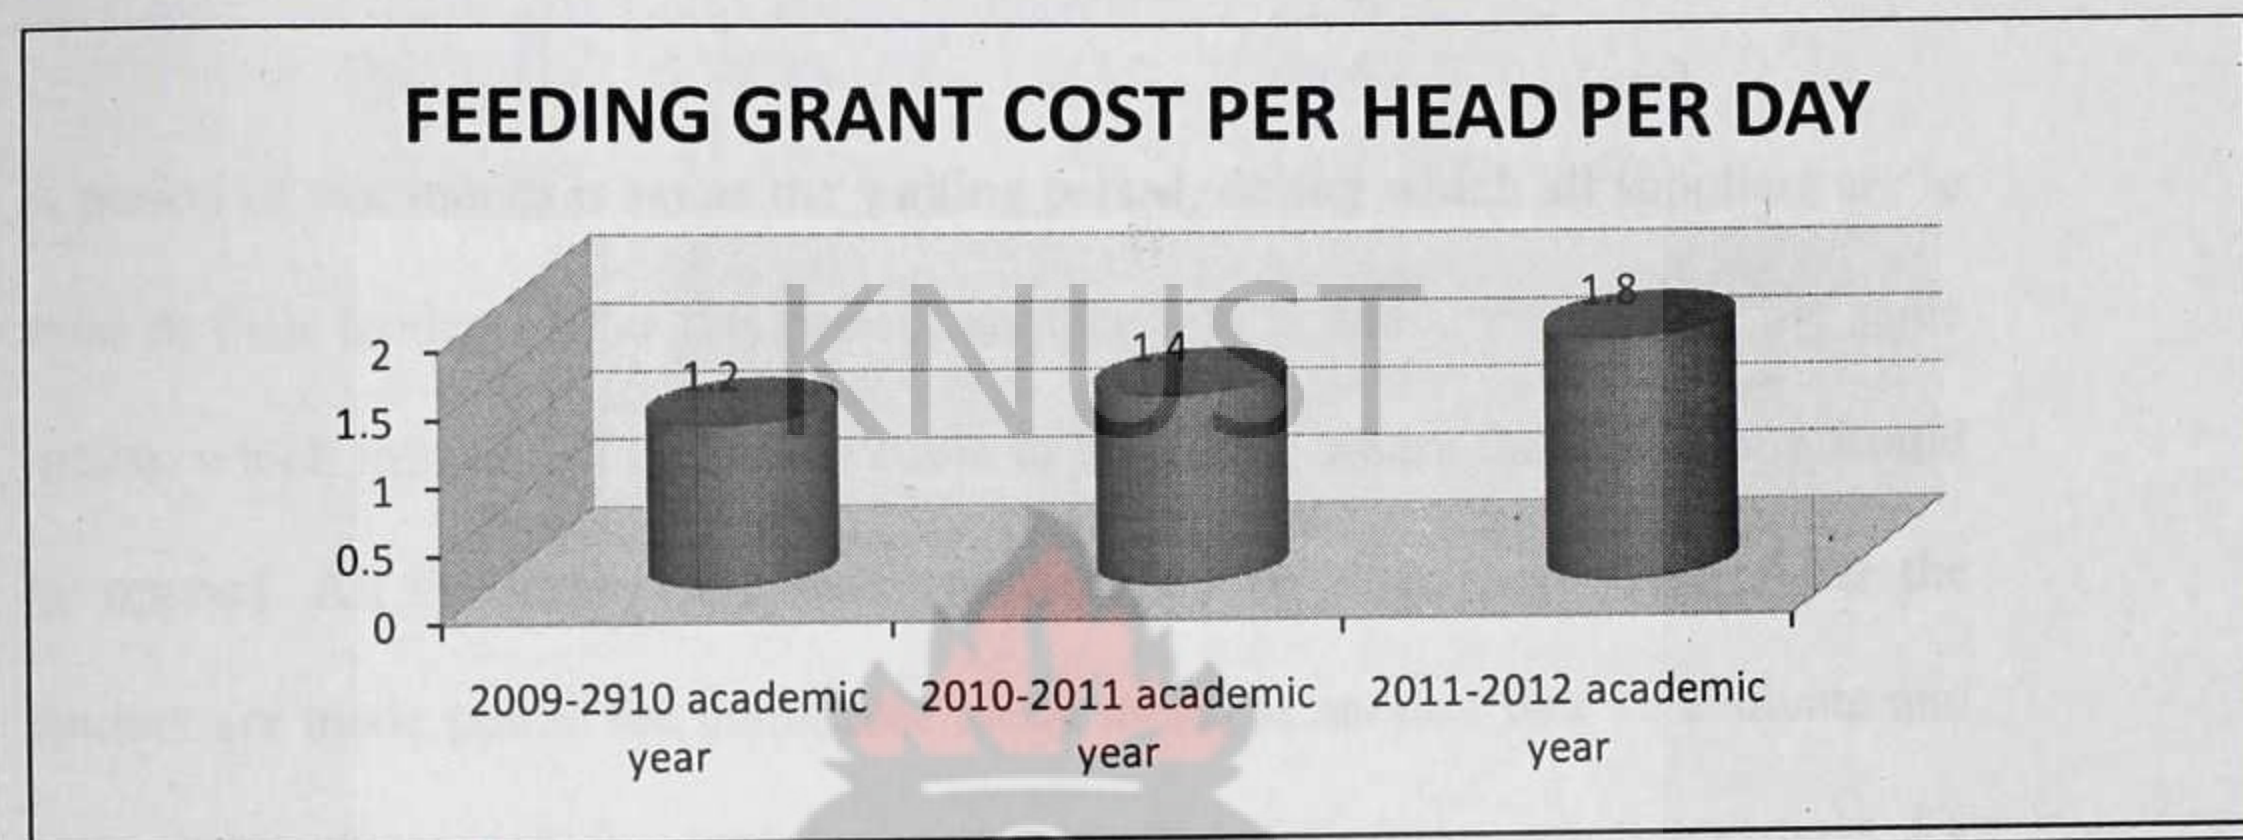 FEEDING GRANT COST PER HEAD PER DAY
KNUST
1.8
1.4
1.2
2
1.5
1
0.5
0
2009-2910 academic
year
2010-2011 academic
year
2011-2012 academic
year